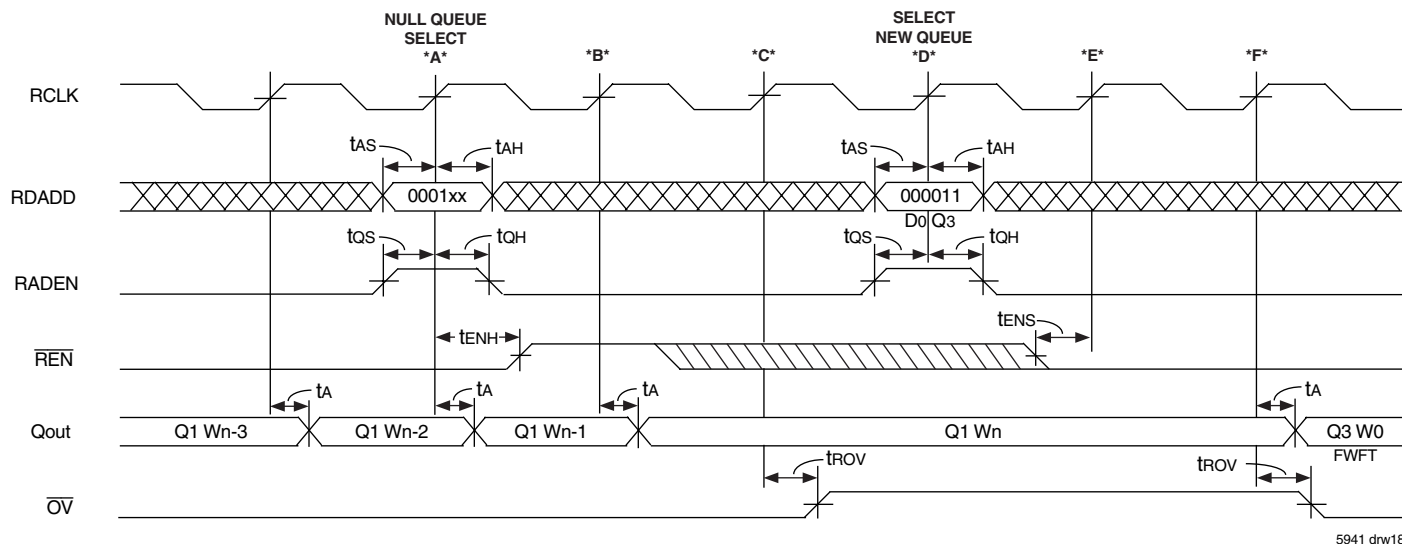 NULL QUEUE
SELECT
*A*
*B*
*C*
SELECT
NEW QUEUE
*D*
*E*
*F*
RCLK
tAS
tAH
tAS
tAH
RDADD
0001xx
000011
D0 Q3
tQS
tQH
tQS
tQH
RADEN
tENH
tENS
REN
tA
tA
tA
tA
Qout
Q1 Wn-3
Q1 Wn-2
Q1 Wn-1
Q1 Wn
Q3 W0
FWFT
tROV
tROV
OV
5941 drw18